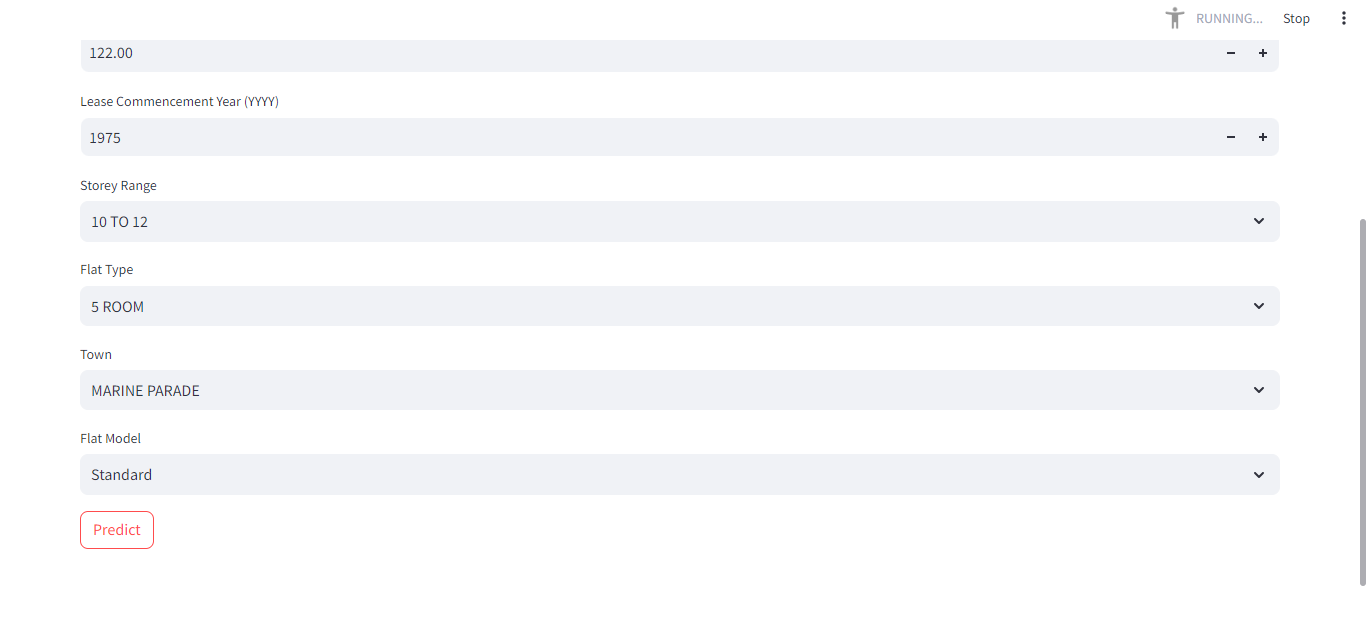 RUNNING...
Stop
122.00
Lease Commencement Year (YYYY)
1975
Storey Range
10 TO 12
Flat Type
5 ROOM
Town
MARINE PARADE
Flat Model
Standard
Predict